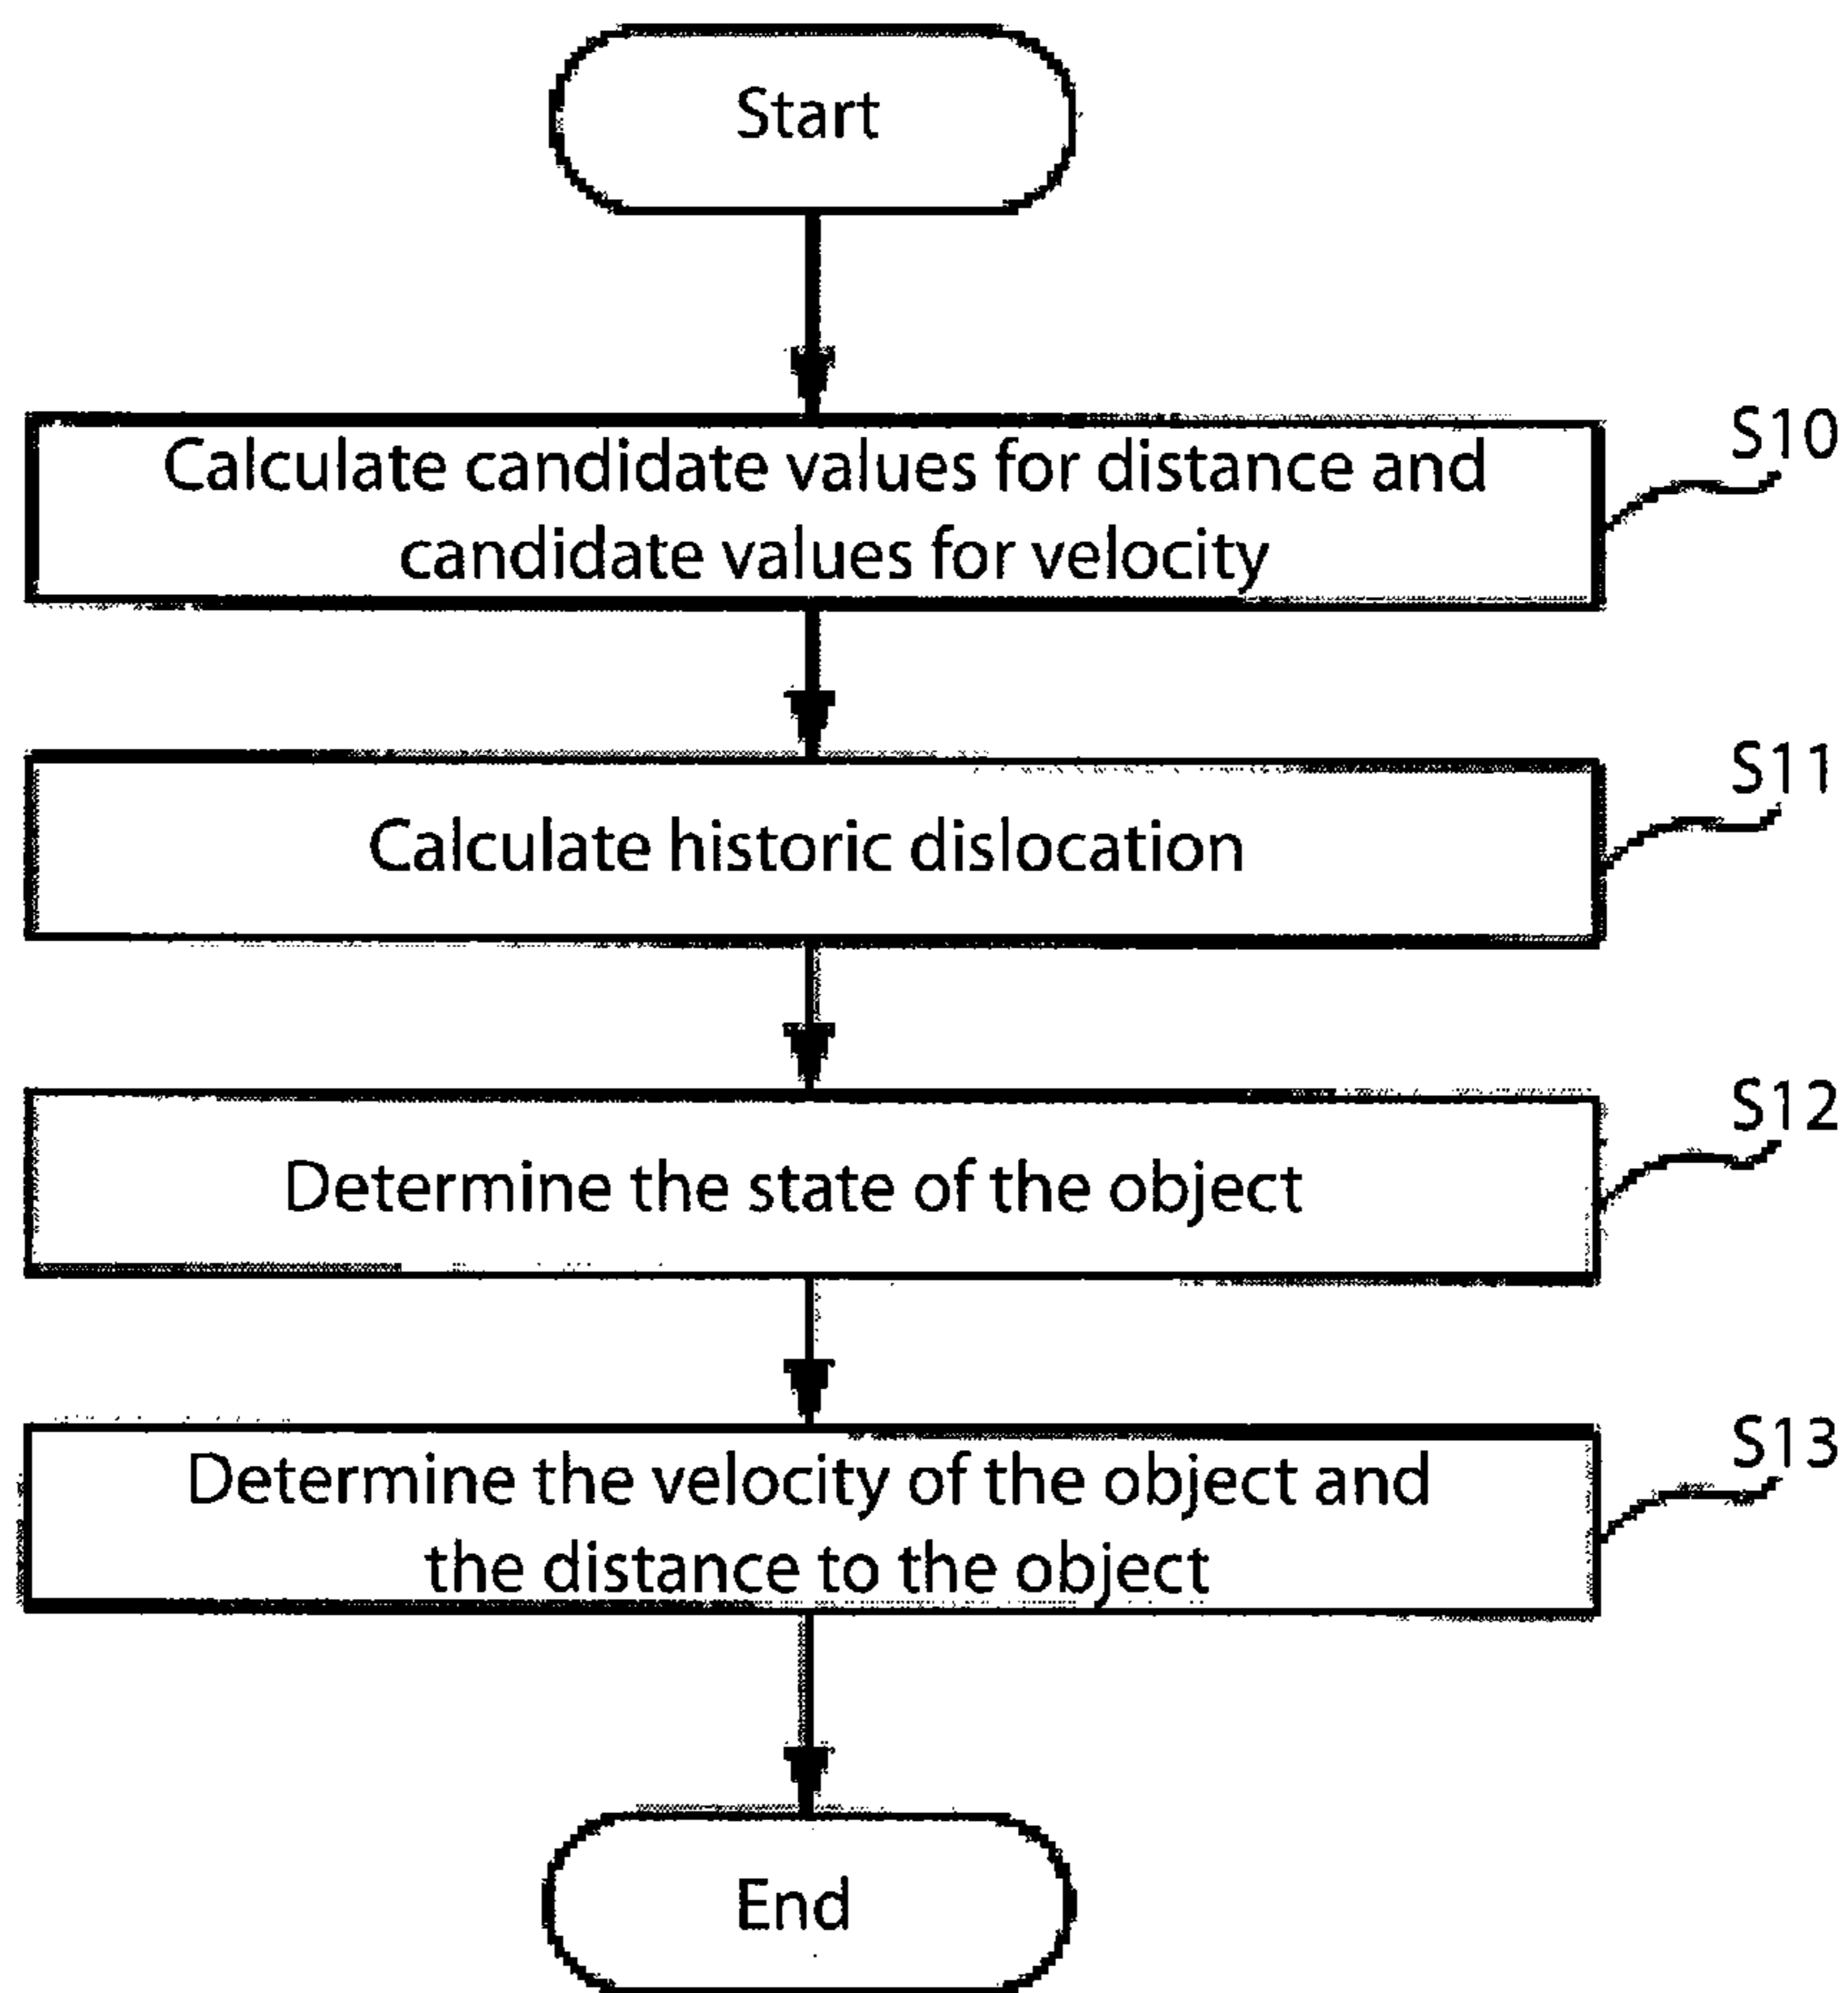 Start
S10
Calculate candidate values for distance and
candidate values for velocity
S11
Calculate historic dislocation
S12
Determine the state of the object
S13
Determine the velocity of the object and
the distance to the object
End